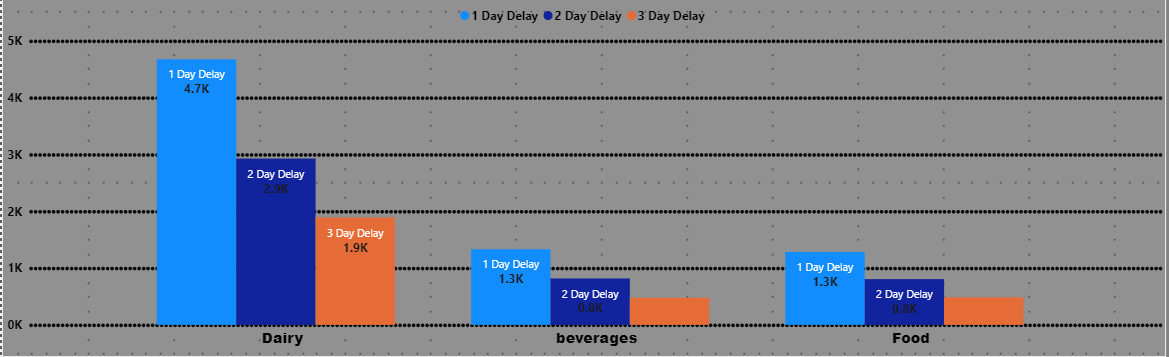 1 Day Delay 2 Day Delay 3 Day Delay
5K
4K
3K
2K
1K
0K
1 Day Delay
4.7K
2 Day Delay
2.9K
3 Day Delay
1.9K
1 Day Delay
1.3K
2 Day Delay
0.8K
1 Day Delay
1.3K
2 Day Delay
0.8K
Dairy beverages Food